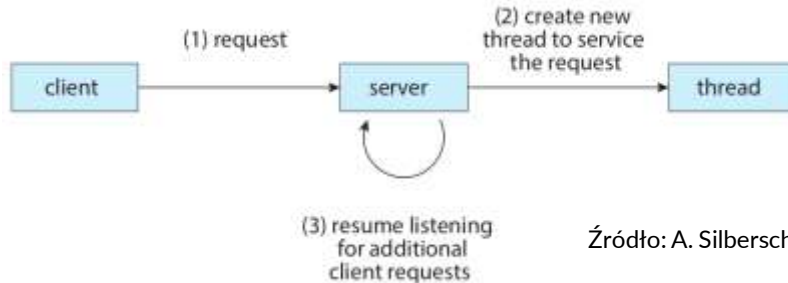 (1) request
(2) create new
thread to service
the request
client
server
thread
(3) resume listening
for additional
client requests
Źródło: A. Silbersch